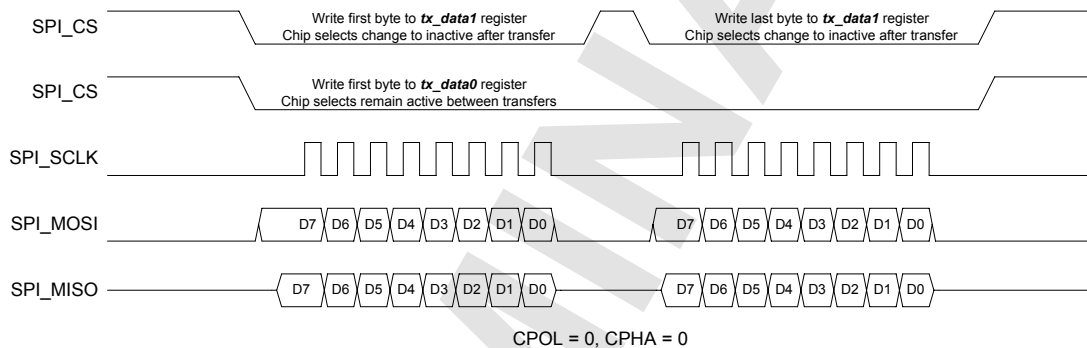 SPI_CS
Write first byte to tx_data1 register
Chip selects change to inactive after transfer
Write last byte to tx_data1 register
Chip selects change to inactive after transfer
SPI_CS
Write first byte to tx_data0 register
Chip selects remain active between transfers
SPI_SCLK
SPI_MOSI
D7 D6 D5 D4 D3 D2 D1 D0 D7 D6 D5 D4 D3 D2 D1 D0
SPI_MISO
D7 D6 D5 D4 D3 D2 D1 D0 D7 D6 D5 D4 D3 D2 D1 D0
CPOL = 0, CPHA = 0